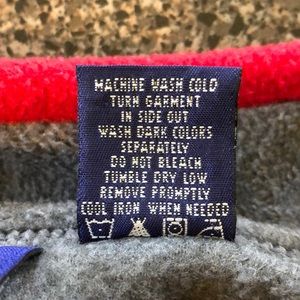 MACHINE WASH COLD
TURN GARMENT
IN SIDE OUT
WASH DARK COLORS
SEPARATELY
DO NOT BLEACH
TUMBLE DRY LOW
REMOVE PROMPTLY
COOL IRON WHEN NEEDED